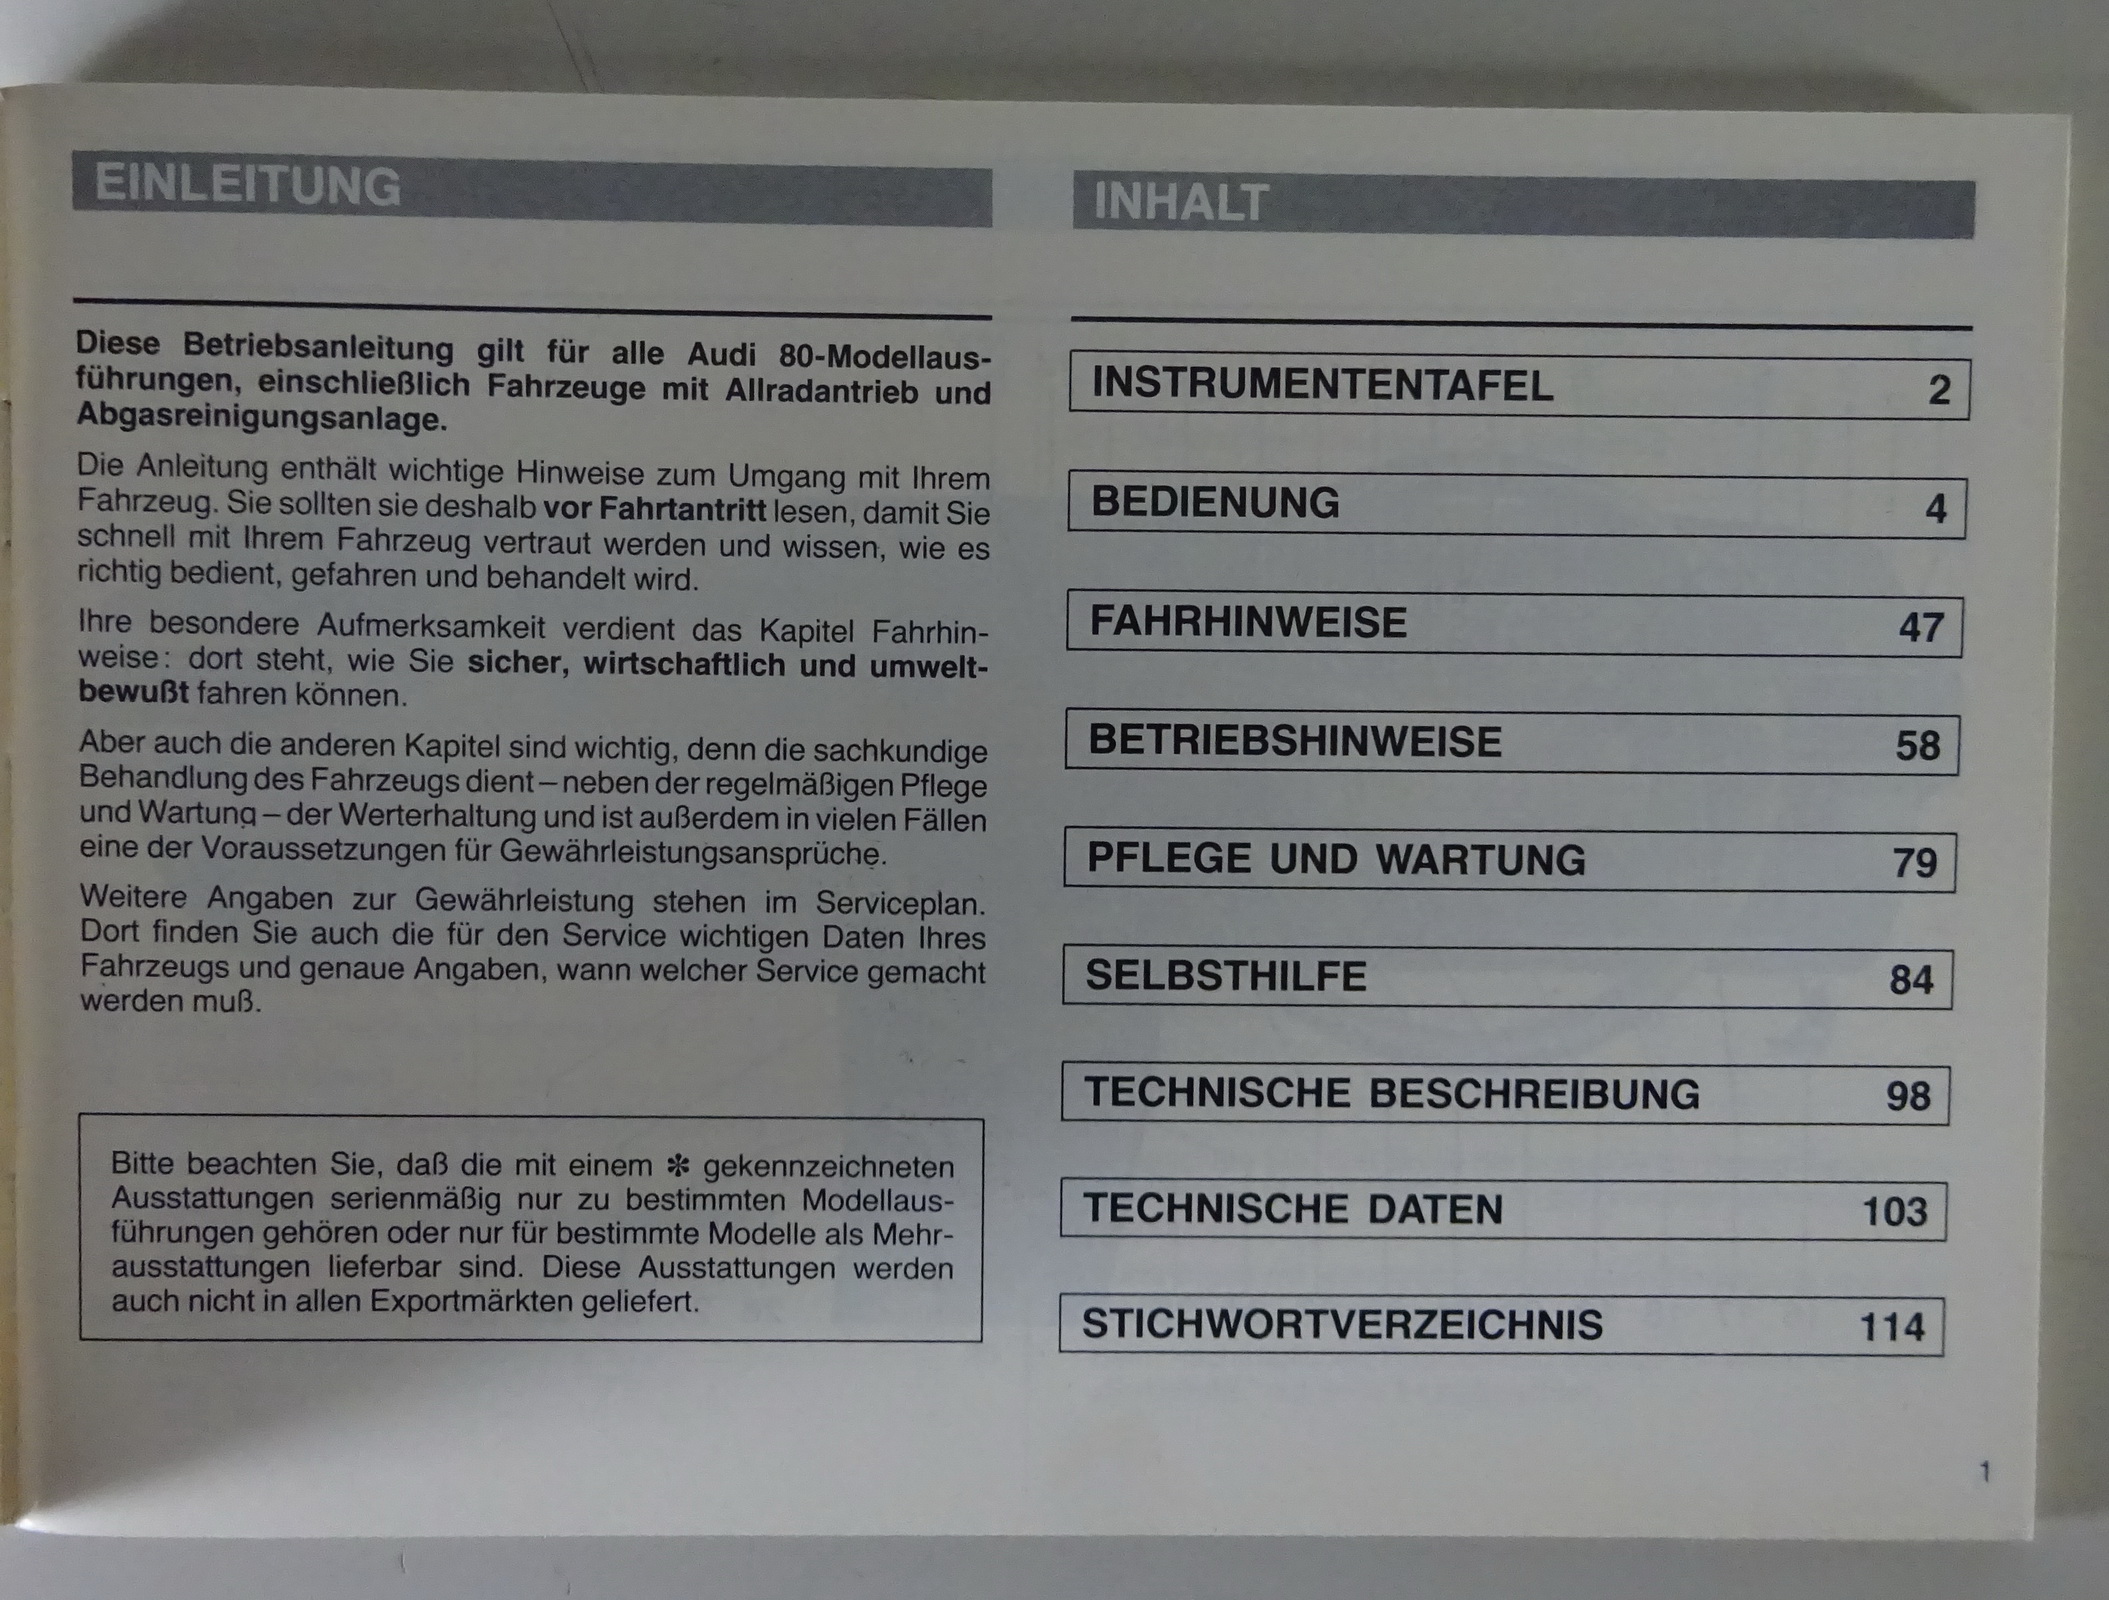 EINLEITUNG
Diese Betriebsanleitung gilt für alle Audi 80-Modellaus-
führungen, einschließlich Fahrzeuge mit Allradantrieb und
Abgasreinigungsanlage.
Die Anleitung enthält wichtige Hinweise zum Umgang mit Ihrem
Fahrzeug. Sie sollten sie deshalb vor Fahrtantritt lesen, damit Sie
schnell mit Ihrem Fahrzeug vertraut werden und wissen, wie es
richtig bedient, gefahren und behandelt wird.
Ihre besondere Aufmerksamkeit verdient das Kapitel Fahrhin-
weise: dort steht, wie Sie sicher, wirtschaftlich und umwelt-
bewußt fahren können.
Aber auch die anderen Kapitel sind wichtig, denn die sachkundige
Behandlung des Fahrzeugs dient – neben der regelmäßigen Pflege
und Wartung – der Werterhaltung und ist außerdem in vielen Fällen
eine der Voraussetzungen für Gewährleistungsansprüche.
Weitere Angaben zur Gewährleistung stehen im Serviceplan.
Dort finden Sie auch die für den Service wichtigen Daten Ihres
Fahrzeugs und genaue Angaben, wann welcher Service gemacht
werden muß.
Bitte beachten Sie, daß die mit einem ✻ gekennzeichneten
Ausstattungen serienmäßig nur zu bestimmten Modellaus-
führungen gehören oder nur für bestimmte Modelle als Mehr-
ausstattungen lieferbar sind. Diese Ausstattungen werden
auch nicht in allen Exportmärkten geliefert.
INHALT
INSTRUMENTENTAFEL 2
BEDIENUNG 4
FAHRHINWEISE 47
BETRIEBSHINWEISE 58
PFLEGE UND WARTUNG 79
SELBSTHILFE 84
TECHNISCHE BESCHREIBUNG 98
TECHNISCHE DATEN 103
STICHWORTVERZEICHNIS 114
1